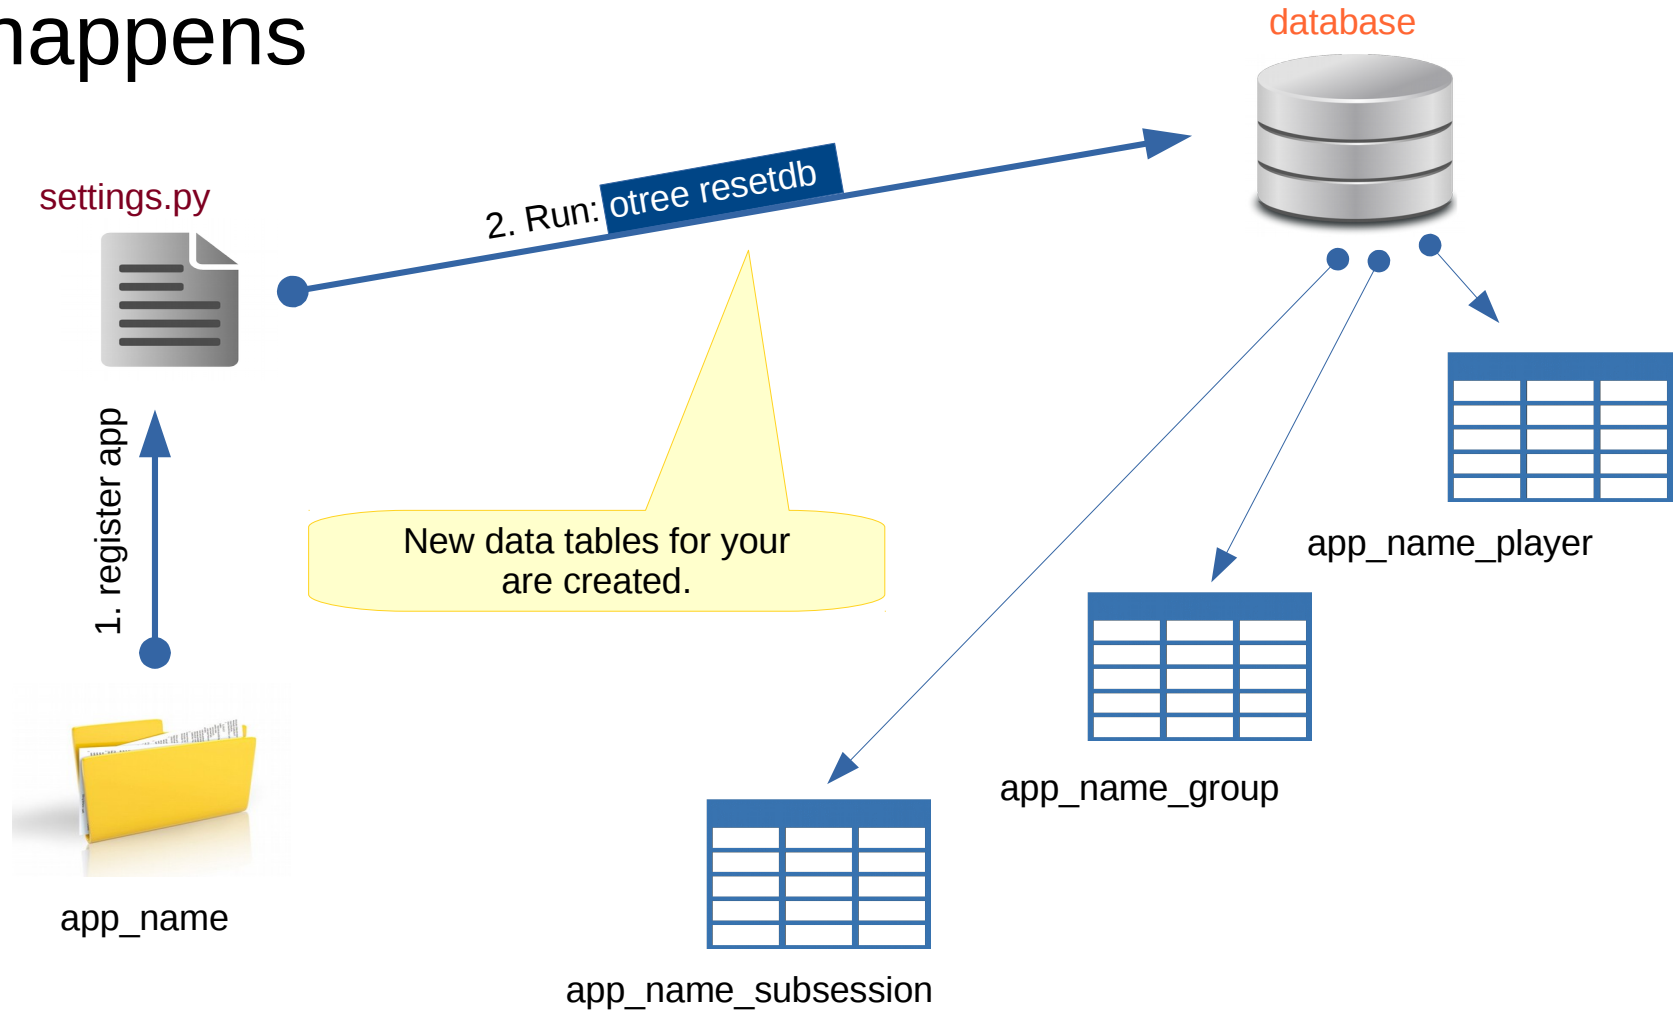 happens
database
settings.py
2. Run: otree resetdb
1. register app
New data tables for your
are created.
app_name_player
app_name_group
app_name
app_name_subsession